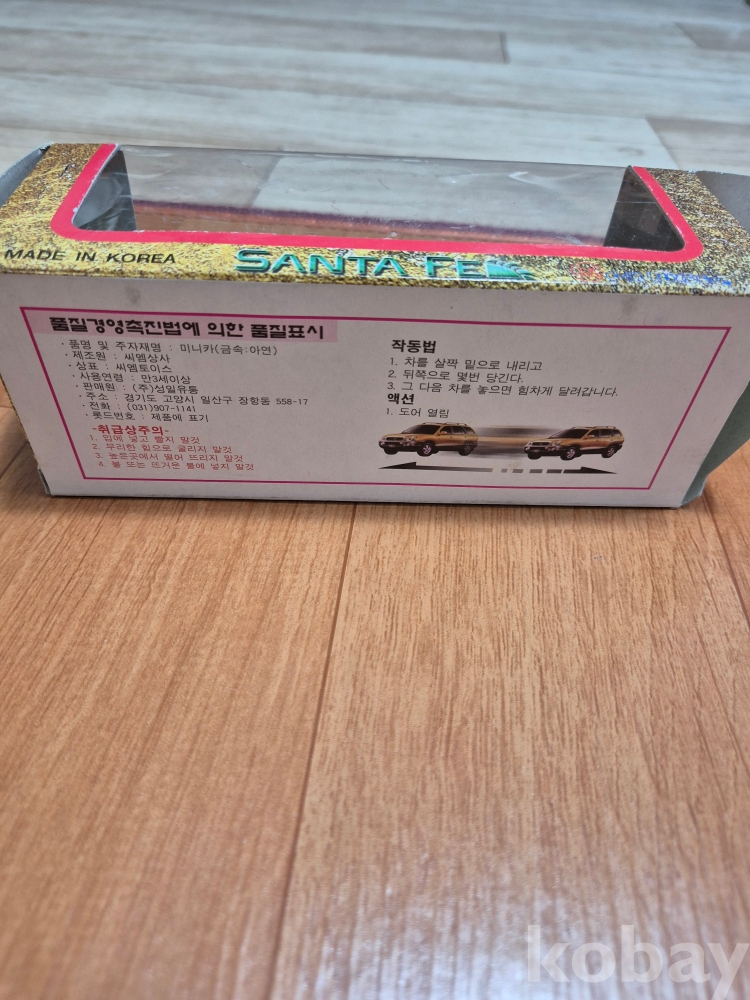 MADE IN KOREA
SANTA FE
품질경영촉진법에 의한 품질표시
· 품명 및 주자재명 : 미니카(금속:아연)
· 제조원 : 씨엠상사
· 상표 : 씨엠토이스
· 사용연령 : 만3세이상
· 판매원 : (주)성일유통
· 주소 : 경기도 고양시 일산구 장항동 558-17
· 전화 : (031)907-1141
· 롯드번호 : 제품에 표기
-취급상주의-
1. 입에 넣고 빨지 말것
2. 무리한 힘으로 굴리지 말것
3. 높은곳에서 떨어 뜨리지 말것
4. 불 또는 뜨거운 물에 넣지 말것
작동법
1. 차를 살짝 밑으로 내리고
2. 뒤쪽으로 몇번 당긴다.
3. 그 다음 차를 놓으면 힘차게 달려갑니다.
액션
1. 도어 열림
kobay